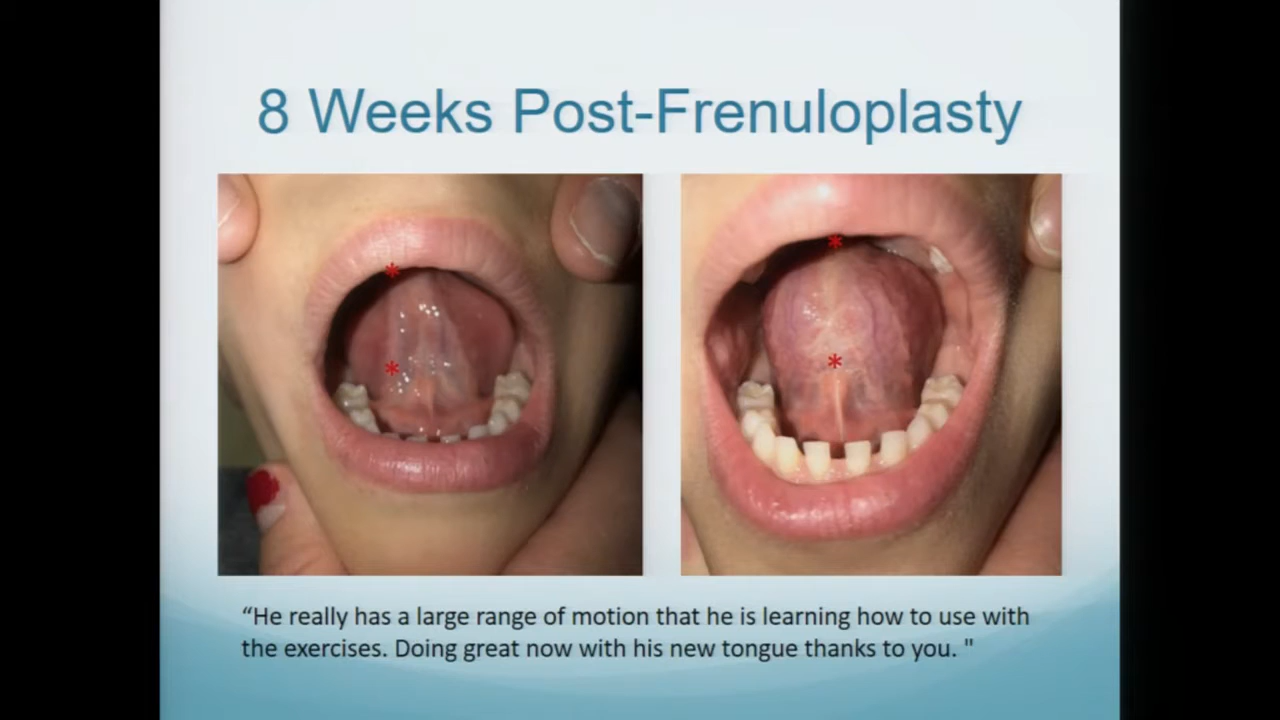 8 Weeks Post-Frenuloplasty
“He really has a large range of motion that he is learning how to use with
the exercises. Doing great now with his new tongue thanks to you. "